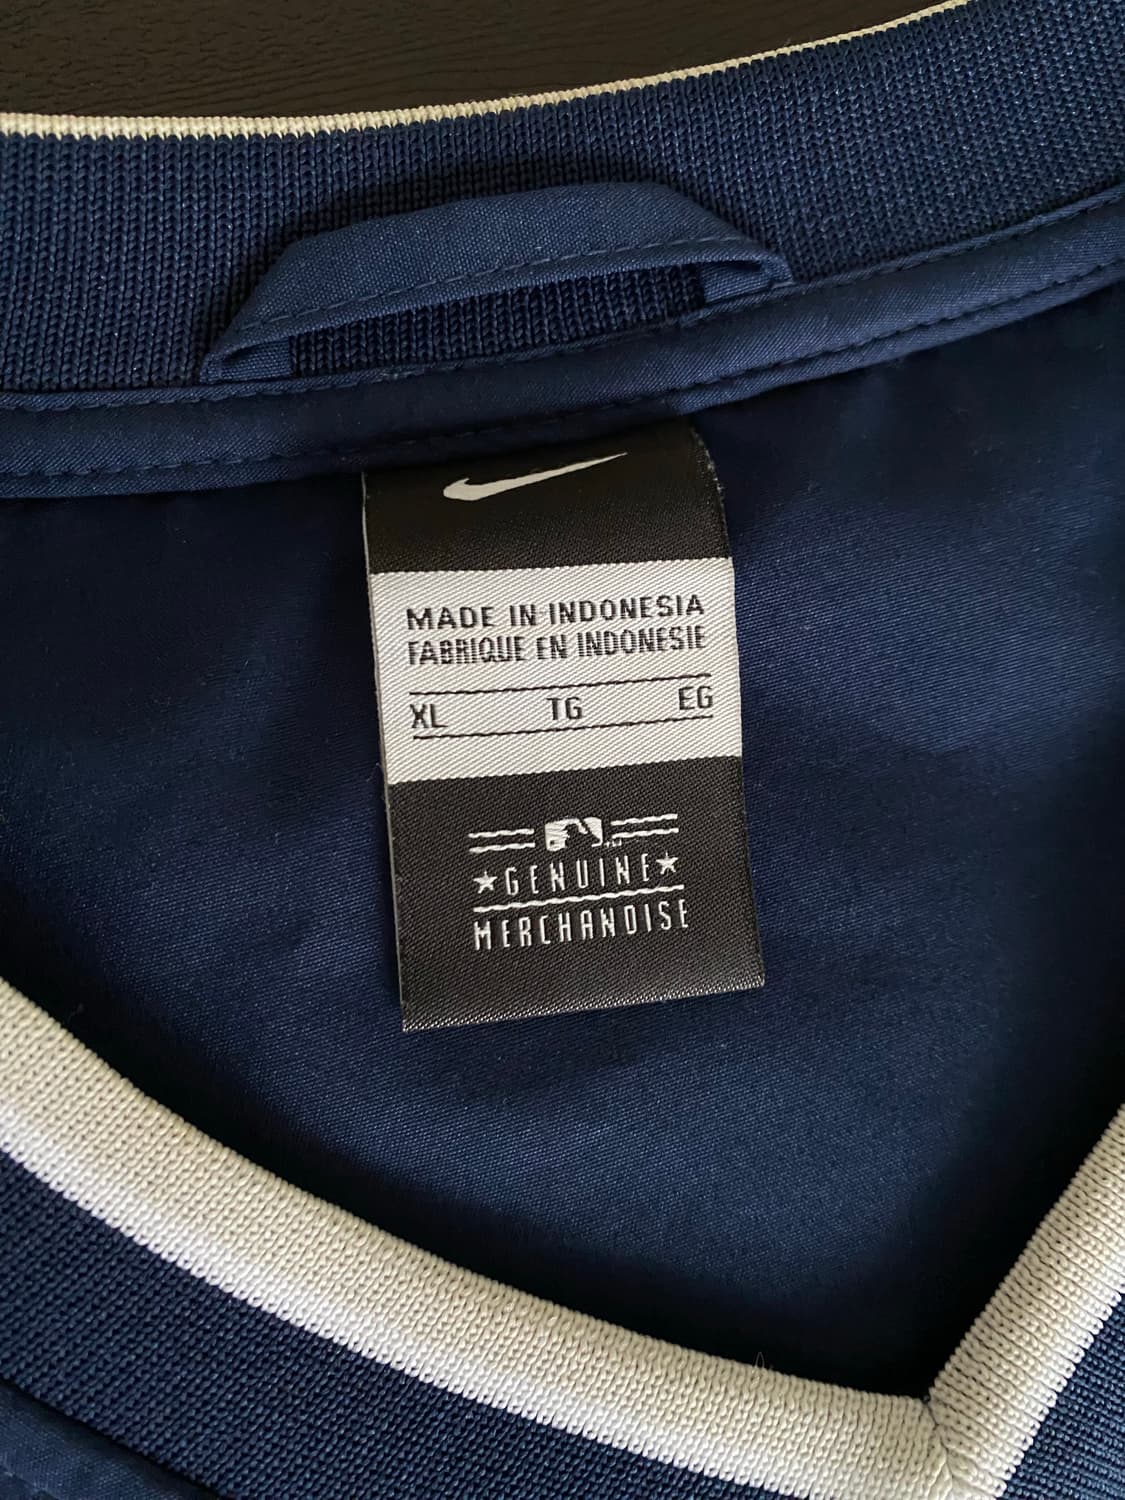 MADE IN INDONESIA
FABRIQUE EN INDONESIE
XL TG EG
GENUINE
MERCHANDISE